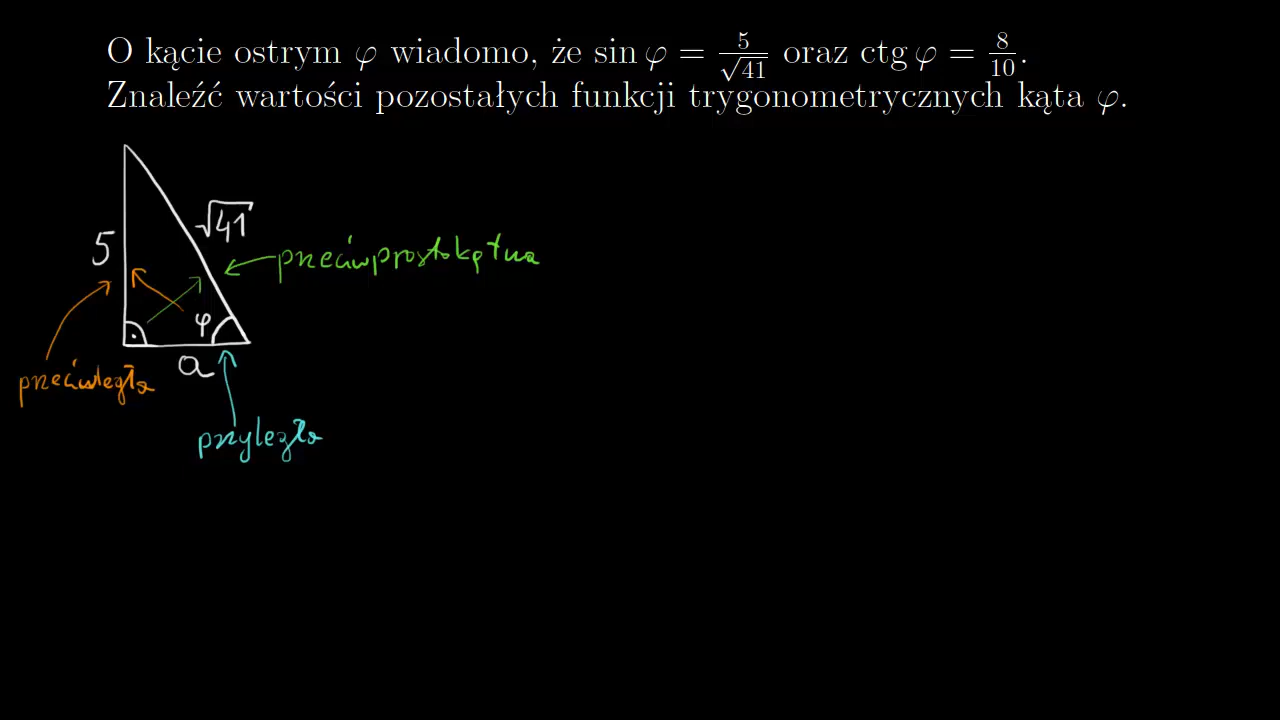 O kącie ostrym φ wiadomo, że sin φ = 5/√41 oraz ctg φ = 8/10.
Znaleźć wartości pozostałych funkcji trygonometrycznych kąta φ.
√41
5
przeciwprostokątna
φ
a
przeciwległa
przyległa